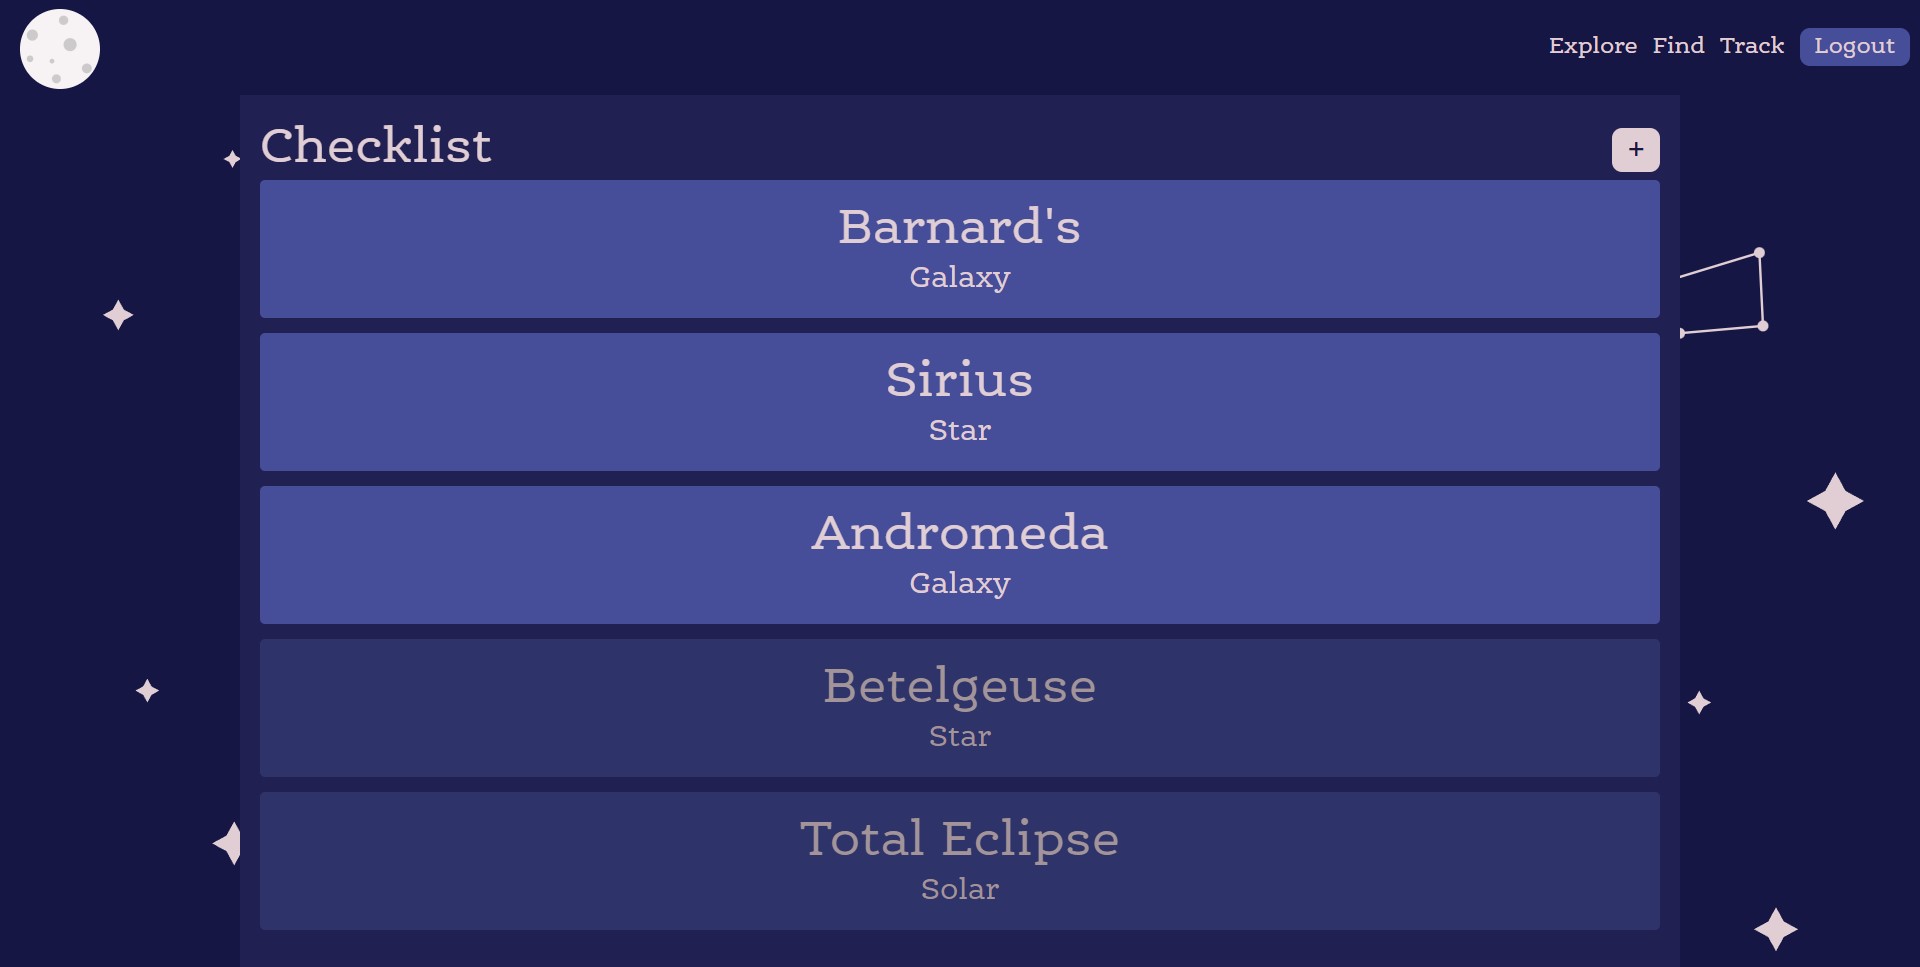 Explore Find Track Logout
Checklist
+
Barnard's
Galaxy
Sirius
Star
Andromeda
Galaxy
Betelgeuse
Star
Total Eclipse
Solar